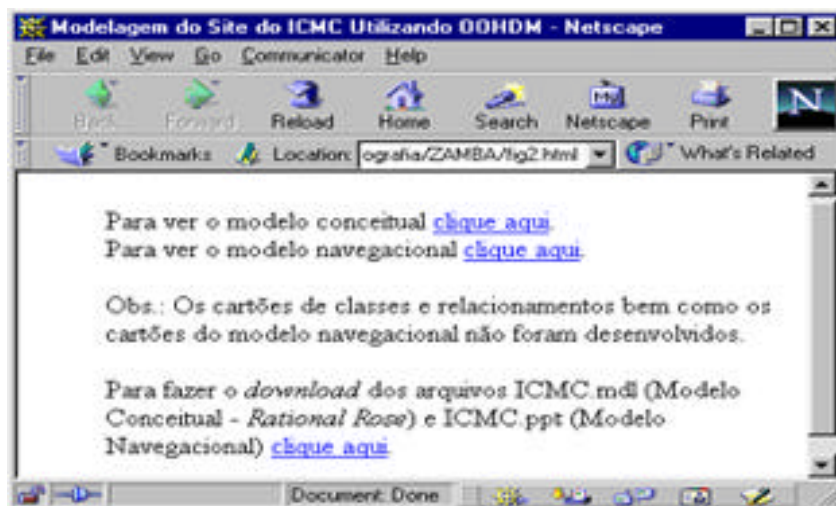 Modelagem do Site do ICMC Utilizando OOHDM - Netscape
File Edit View Go Communicator Help
Back Forward Reload Home Search Netscape Print
Bookmarks Location: ografia/ZAMBA/fig2.html What's Related
Para ver o modelo conceitual clique aqui.
Para ver o modelo navegacional clique aqui.
Obs.: Os cartões de classes e relacionamentos bem como os
cartões do modelo navegacional não foram desenvolvidos.
Para fazer o download dos arquivos ICMC.mdl (Modelo
Conceitual - Rational Rose) e ICMC.ppt (Modelo
Navegacional) clique aqui.
Document: Done